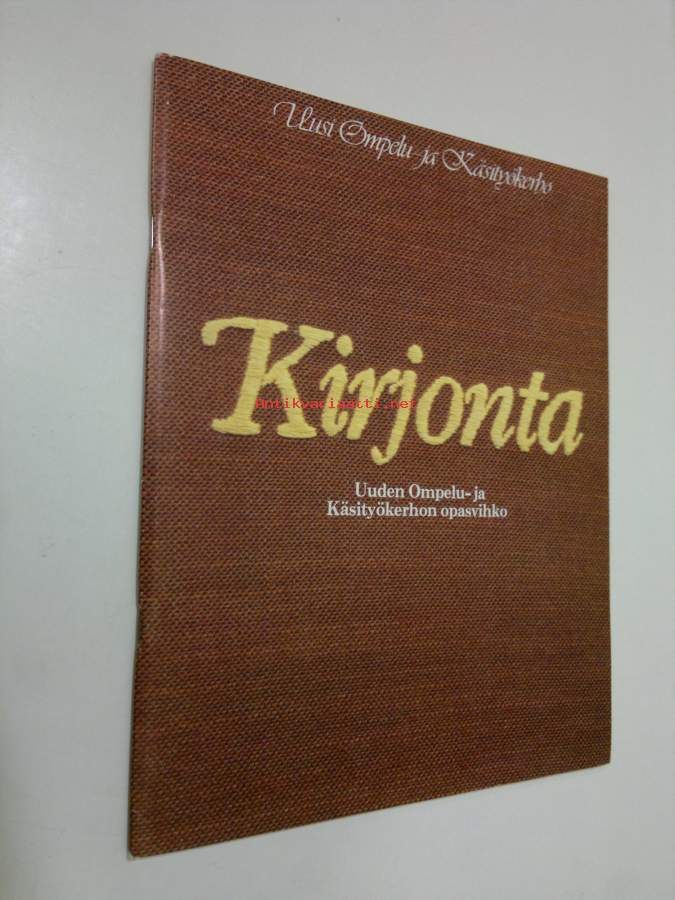 Uusi Ompelu- ja Käsityökerho
Kirjonta
Antikvariaatti.net
Uuden Ompelu- ja
Käsityökerhon opasvihko